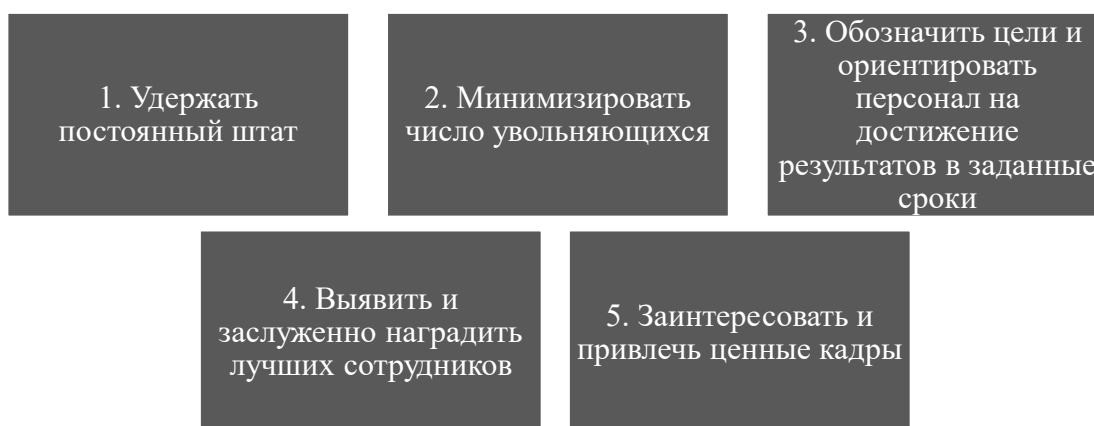 1. Удержать
постоянный штат
2. Минимизировать
число увольняющихся
3. Обозначить цели и
ориентировать
персонал на
достижение
результатов в заданные
сроки
4. Выявить и
заслуженно наградить
лучших сотрудников
5. Заинтересовать и
привлечь ценные кадры